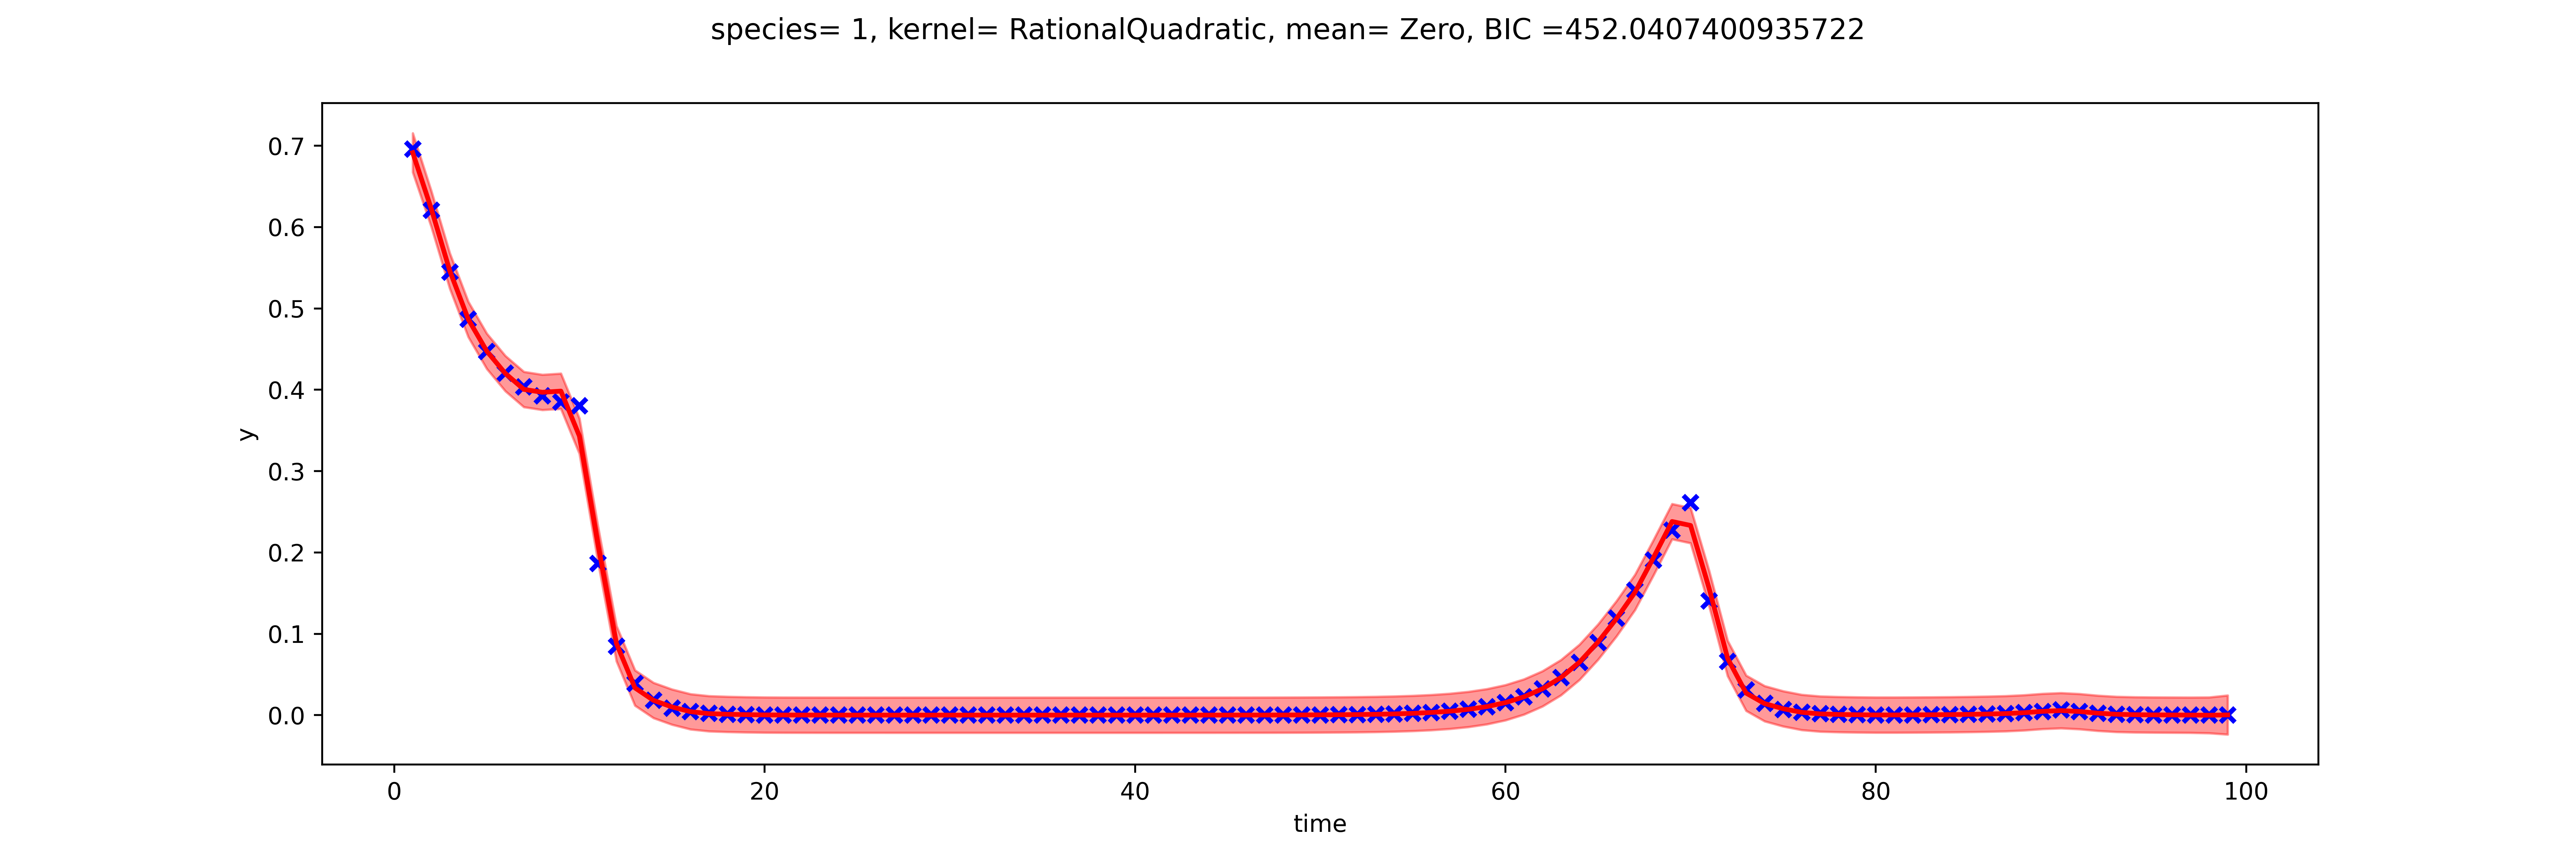 species= 1, kernel= RationalQuadratic, mean= Zero, BIC =452.0407400935722
0.7
0.6
0.5
0.4
0.3
0.2
0.1
0.0
y
0 20 40 60 80 100
time